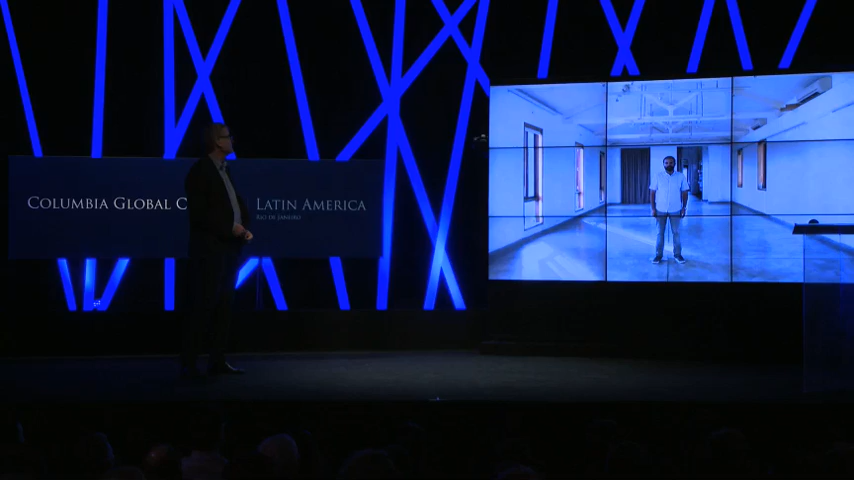 COLUMBIA GLOBAL C
LATIN AMERICA
RIO DE JANEIRO